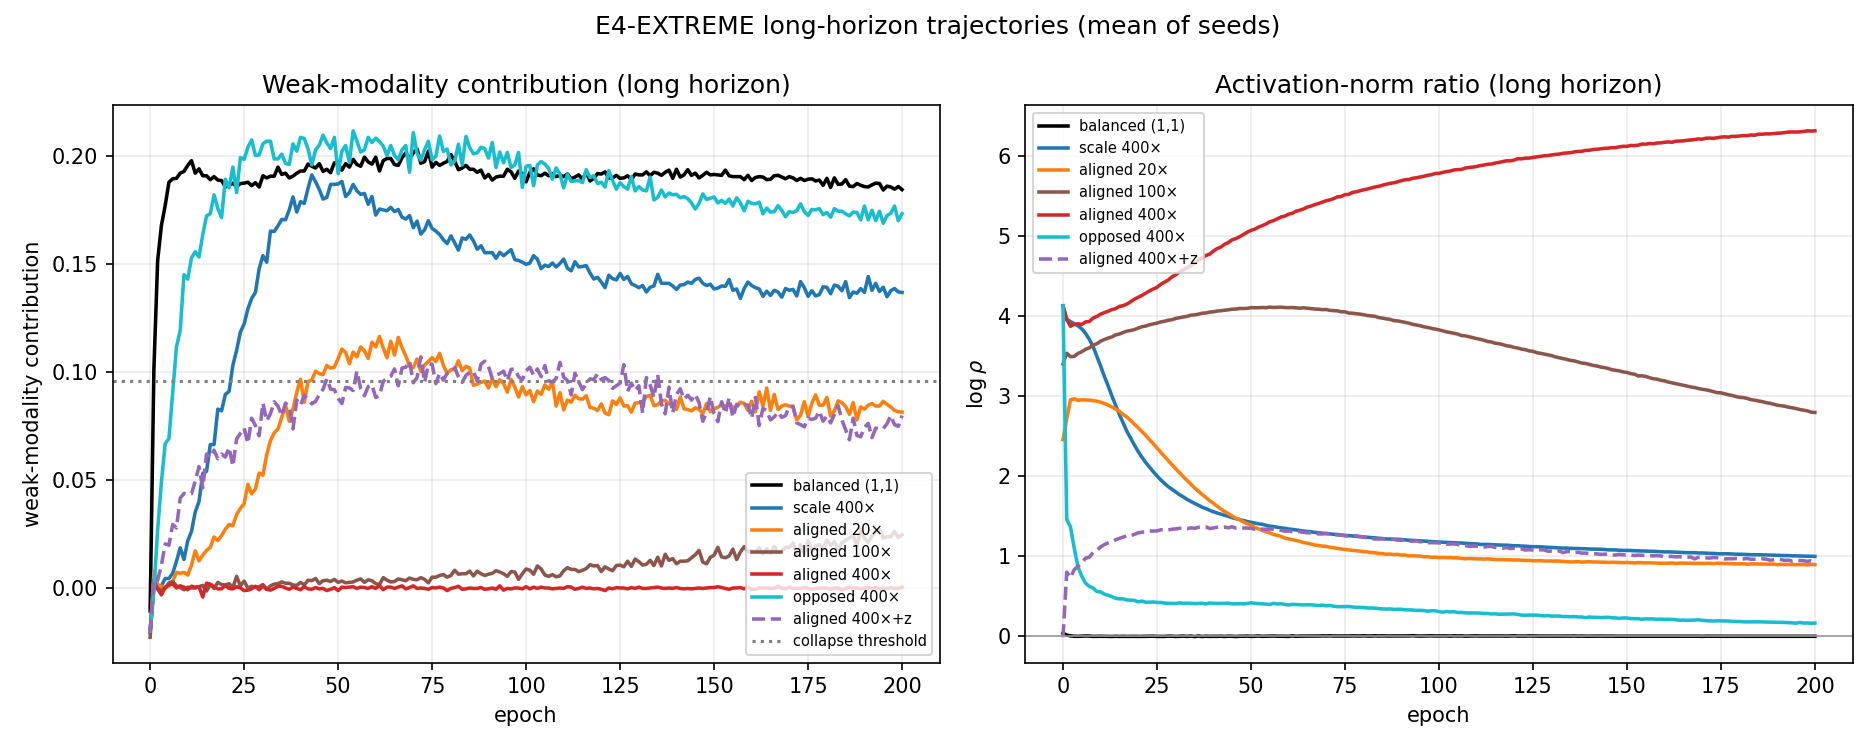 E4-EXTREME long-horizon trajectories (mean of seeds)
Weak-modality contribution (long horizon)
weak-modality contribution
0.20
0.15
0.10
0.05
0.00
balanced (1,1)
scale 400×
aligned 20×
aligned 100×
aligned 400×
opposed 400×
aligned 400×+z
collapse threshold
0 25 50 75 100 125 150 175 200
epoch
Activation-norm ratio (long horizon)
log ρ
6
5
4
3
2
1
0
balanced (1,1)
scale 400×
aligned 20×
aligned 100×
aligned 400×
opposed 400×
aligned 400×+z
0 25 50 75 100 125 150 175 200
epoch